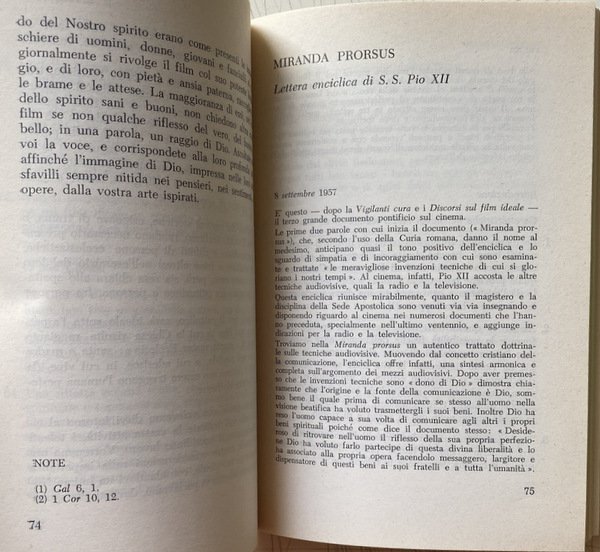 do del Nostro spirito erano come presenti le
schiere di uomini, donne, giovani e fanciulli
giornalmente si rivolge il film col suo potente
gio, e di loro, con pietà e ansia paterna,
le brame e le attese. La maggioranza di essi,
dello spirito sani e buoni, non chiedono
film se non qualche riflesso del vero, del
bello; in una parola, un raggio di Dio.
voi la voce, e corrispondete alla loro profonda
affinché l'immagine di Dio, impressa nelle
sfavilli sempre nitida nei pensieri, nei sentimenti
opere, dalla vostra arte ispirati.
NOTE
(1) Gal 6, 1.
(2) 1 Cor 10, 12.
74
MIRANDA PRORSUS
Lettera enciclica di S. S. Pio XII
8 settembre 1957
E' questo — dopo la Vigilanti cura e i Discorsi sul film ideale —
il terzo grande documento pontificio sul cinema.
Le prime due parole con cui inizia il documento (« Miranda pror-
sus »), che, secondo l'uso della Curia romana, danno il nome al
medesimo, anticipano quasi il tono positivo dell'enciclica e lo
sguardo di simpatia e di incoraggiamento con cui sono esamina-
te e trattate « le meravigliose invenzioni tecniche di cui si glo-
riano i nostri tempi ». Al cinema, infatti, Pio XII accosta le altre
tecniche audiovisive, quali la radio e la televisione.
Questa enciclica riunisce mirabilmente, quanto il magistero e la
disciplina della Sede Apostolica sono venuti via via insegnando e
disponendo riguardo al cinema nei numerosi documenti che l'han-
no preceduta, specialmente nell'ultimo ventennio, e aggiunge in-
dicazioni per la radio e la televisione.
Troviamo nella Miranda prorsus un autentico trattato dottrina-
le sulle tecniche audiovisive. Muovendo dal concetto cristiano del-
la comunicazione, l'enciclica offre infatti, una sintesi armonica e
completa sull'argomento dei mezzi audiovisivi. Dopo aver premes-
so che le invenzioni tecniche sono « dono di Dio » dimostra chia-
ramente che l'origine e la fonte della comunicazione è Dio, som-
mo bene il quale prima di comunicare se stesso all'uomo nella
visione beatifica ha voluto trasmettergli i suoi beni. Inoltre Dio ha
reso l'uomo capace a sua volta di comunicare agli altri i propri
beni spirituali poiché come dice il documento stesso: « Deside-
roso di ritrovare nell'uomo il riflesso della sua propria perfezio-
ne Dio ha voluto farlo partecipe di questa divina liberalità e lo
ha associato alla propria opera facendolo messaggero, largitore e
dispensatore di questi beni ai suoi fratelli e a tutta l'umanità ».
75